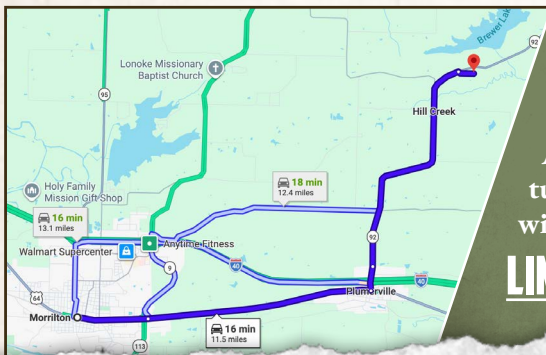 Brewer Lake
92
Lonoke Missionary
Baptist Church
95
Hill Creek
Holy Family
Mission Gift Shop
18 min
12.4 miles
16 min
13.1 miles
Anytime Fitness
Walmart Supercenter
92
9
40
40
64
Plumerville
Morrilton
16 min
11.5 miles
113